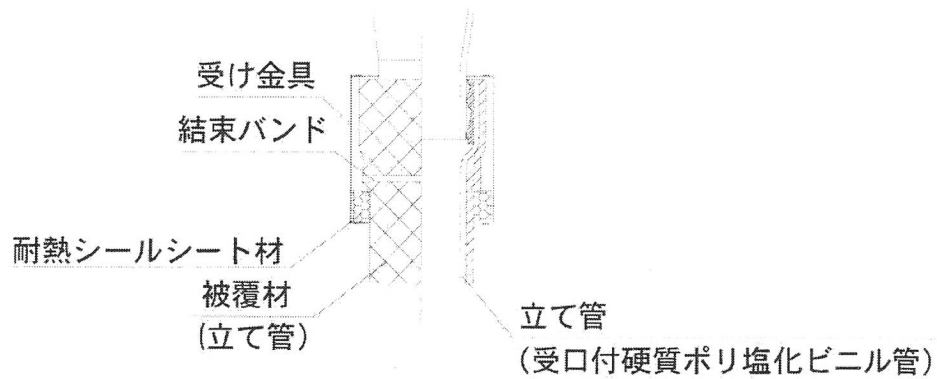 受け金具
結束バンド
耐熱シールシート材
被覆材
(立て管)
立て管
(受口付硬質ポリ塩化ビニル管)